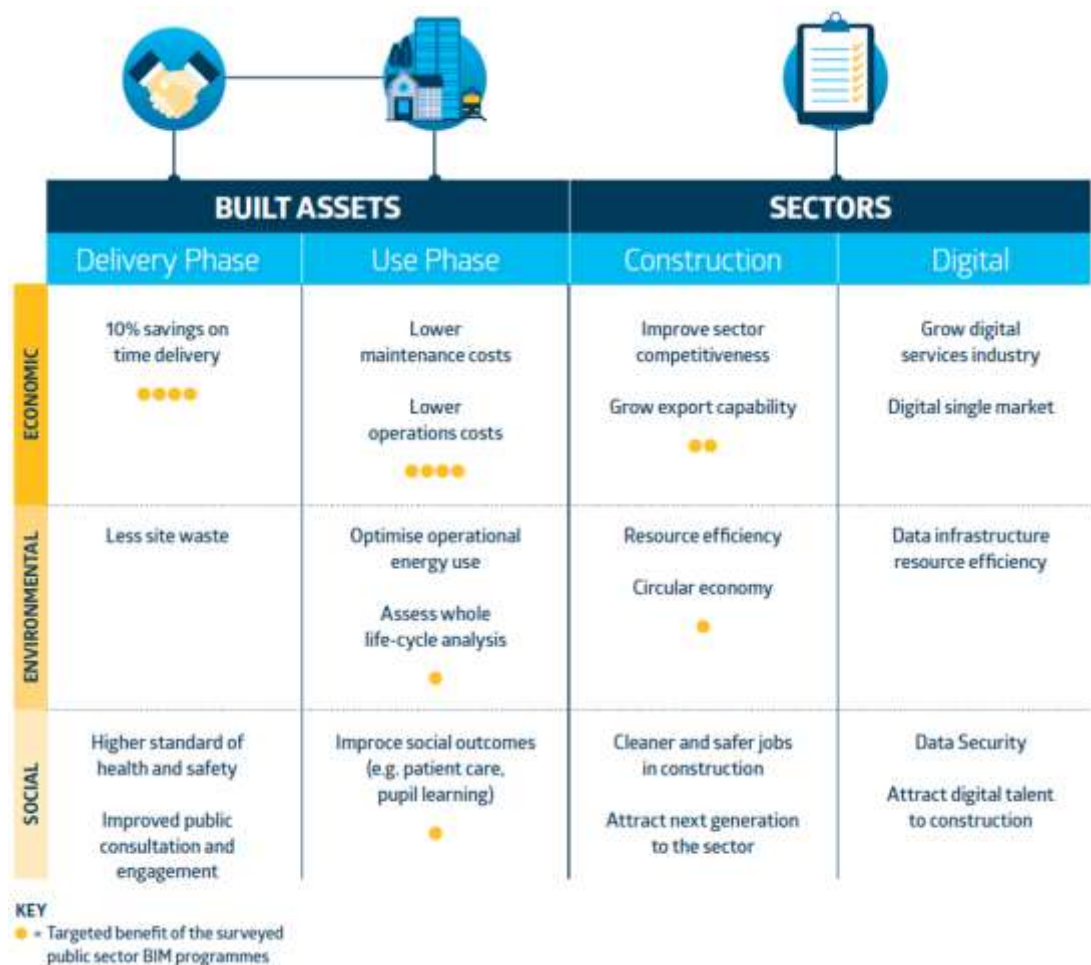 BUILT ASSETS
SECTORS
Delivery Phase
Use Phase
Construction
Digital
ECONOMIC
10% savings on
time delivery
Lower
maintenance costs
Lower
operations costs
Improve sector
competitiveness
Grow export capability
Grow digital
services industry
Digital single market
ENVIRONMENTAL
Less site waste
Optimise operational
energy use
Assess whole
life-cycle analysis
Resource efficiency
Circular economy
Data infrastructure
resource efficiency
SOCIAL
Higher standard of
health and safety
Improved public
consultation and
engagement
Improce social outcomes
(e.g. patient care,
pupil learning)
Cleaner and safer jobs
in construction
Attract next generation
to the sector
Data Security
Attract digital talent
to construction
KEY
= Targeted benefit of the surveyed
public sector BIM programmes